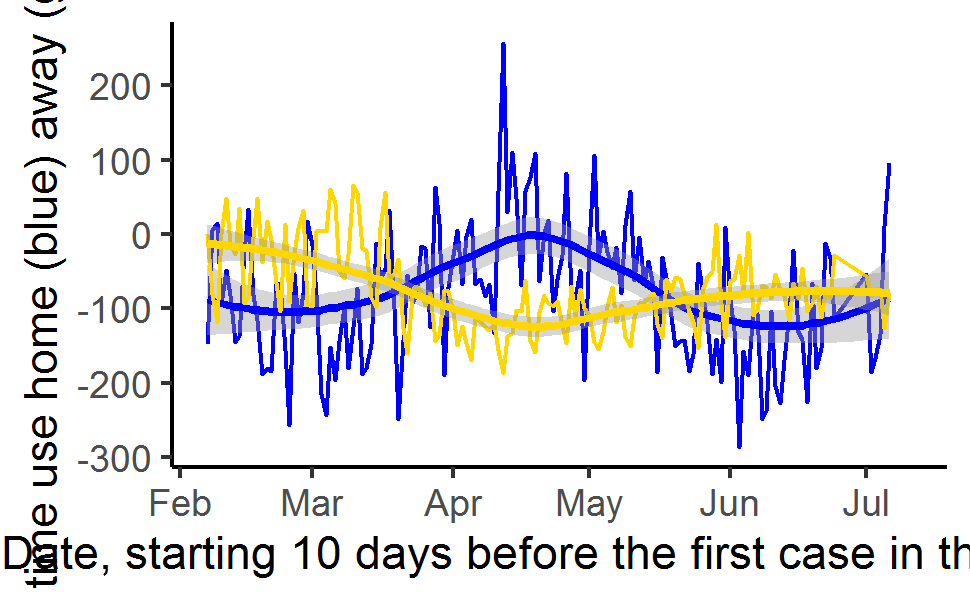 time use home (blue) away (
200
100
0
-100
-200
-300
Feb Mar Apr May Jun Jul
Date, starting 10 days before the first case in th